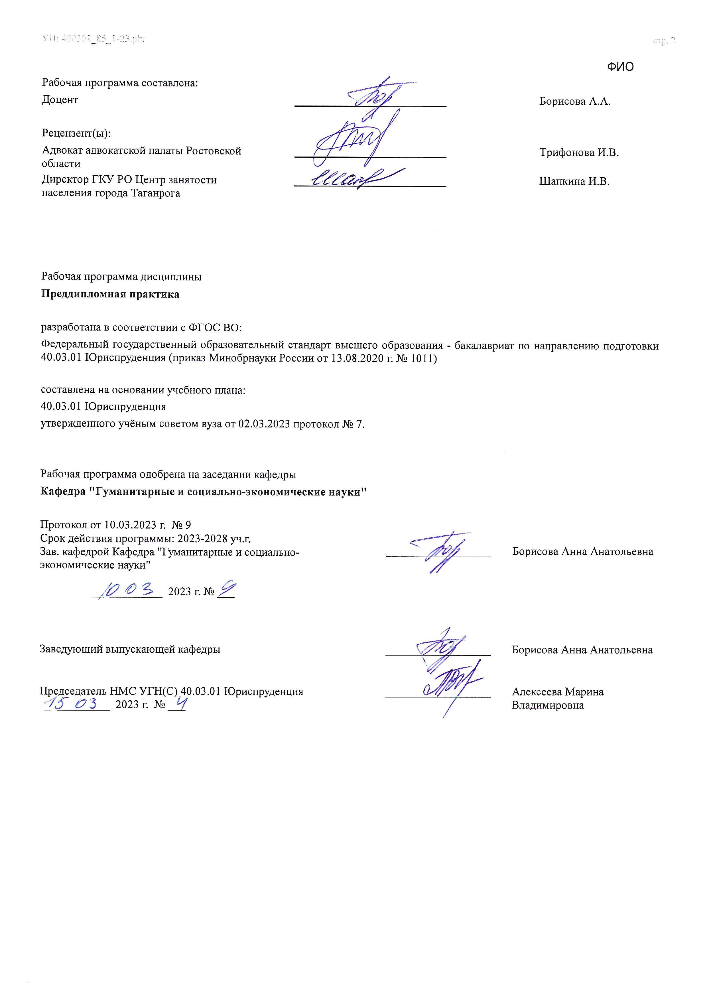 УП: 400301_85_1-23.plx стр. 2
ФИО
Рабочая программа составлена:
Доцент Борисова А.А.
Рецензент(ы):
Адвокат адвокатской палаты Ростовской Трифонова И.В.
области
Директор ГКУ РО Центр занятости Шапкина И.В.
населения города Таганрога
Рабочая программа дисциплины
Преддипломная практика
разработана в соответствии с ФГОС ВО:
Федеральный государственный образовательный стандарт высшего образования - бакалавриат по направлению подготовки
40.03.01 Юриспруденция (приказ Минобрнауки России от 13.08.2020 г. № 1011)
составлена на основании учебного плана:
40.03.01 Юриспруденция
утвержденного учёным советом вуза от 02.03.2023 протокол № 7.
Рабочая программа одобрена на заседании кафедры
Кафедра "Гуманитарные и социально-экономические науки"
Протокол от 10.03.2023 г. № 9
Срок действия программы: 2023-2028 уч.г.
Зав. кафедрой Кафедра "Гуманитарные и социально- Борисова Анна Анатольевна
экономические науки"
10 03 2023 г. № 9
Заведующий выпускающей кафедры Борисова Анна Анатольевна
Председатель НМС УГН(С) 40.03.01 Юриспруденция Алексеева Марина
15 03 2023 г. № 4 Владимировна